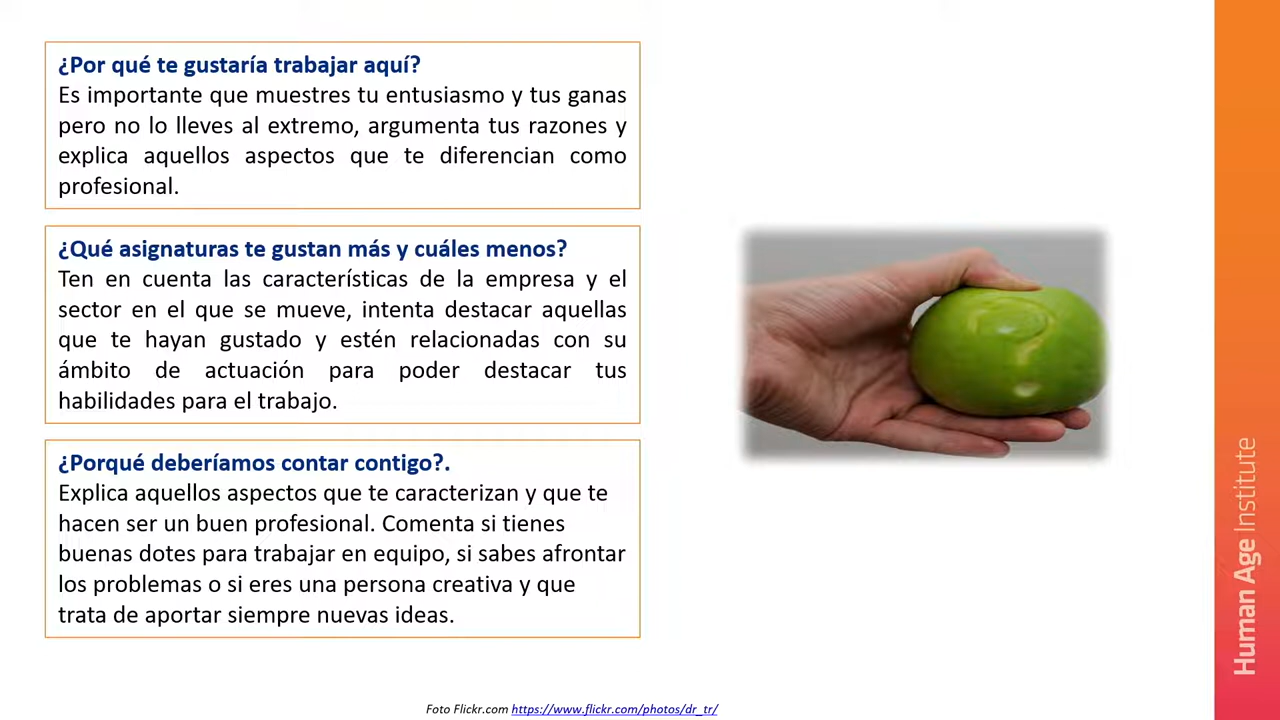 ¿Por qué te gustaría trabajar aquí?
Es importante que muestres tu entusiasmo y tus ganas
pero no lo lleves al extremo, argumenta tus razones y
explica aquellos aspectos que te diferencian como
profesional.
¿Qué asignaturas te gustan más y cuáles menos?
Ten en cuenta las características de la empresa y el
sector en el que se mueve, intenta destacar aquellas
que te hayan gustado y estén relacionadas con su
ámbito de actuación para poder destacar tus
habilidades para el trabajo.
¿Porqué deberíamos contar contigo?.
Explica aquellos aspectos que te caracterizan y que te
hacen ser un buen profesional. Comenta si tienes
buenas dotes para trabajar en equipo, si sabes afrontar
los problemas o si eres una persona creativa y que
trata de aportar siempre nuevas ideas.
Foto Flickr.com https://www.flickr.com/photos/dr_tr/
Human Age Institute